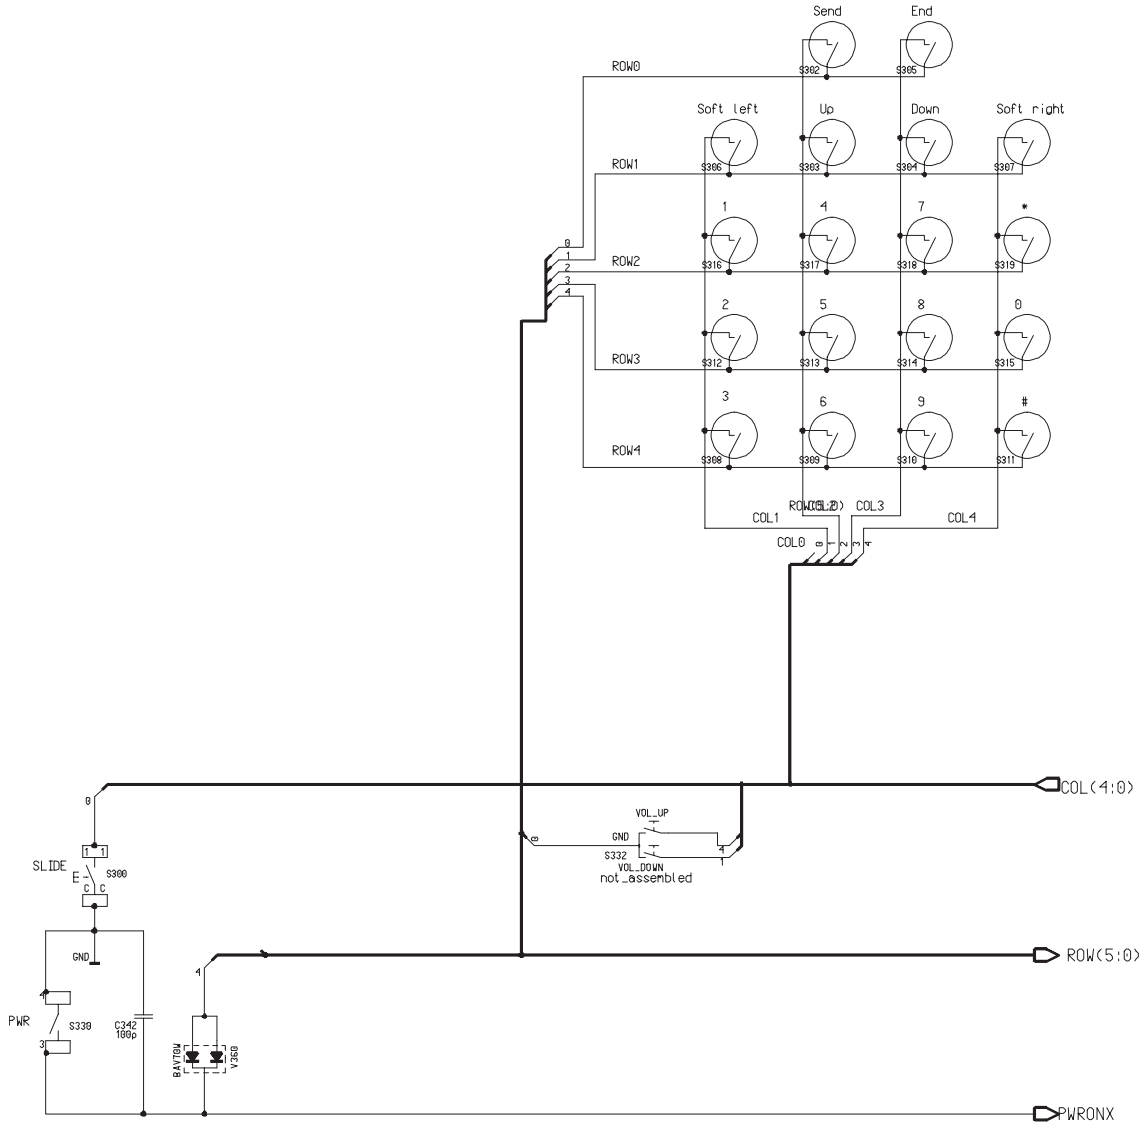 Send End
S302 S305
ROW0
Soft left Up Down Soft right
S306 S303 S304 S307
ROW1
1 4 7 *
0
1
2
3
4
ROW2
S316 S317 S318 S319
2 5 8 0
ROW3
S312 S313 S314 S315
3 6 9 #
ROW4
S308 S309 S310 S311
COL3
COL1 COL4
COL0 0 1 2 3 4
COL(4:0)
0
VOL_UP
0 GND 4
S332 1
VOL_DOWN
not_assembled
1 1
SLIDE
E S300
C C
GND
4
ROW(5:0)
4
PWR S330
3
C342
100p
BAV70W V360
PWRONX